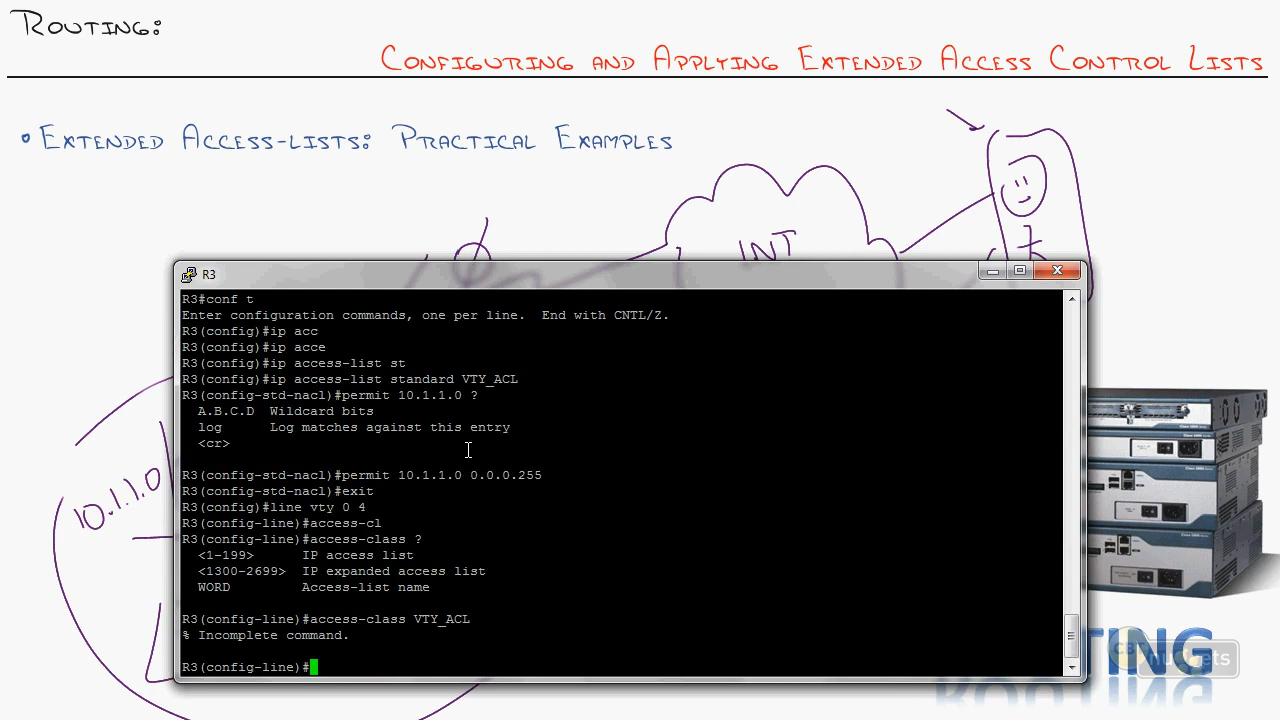 Routing:
Configuring and Applying Extended Access Control Lists
• Extended Access-lists: Practical Examples
INT
10.1.1.0
R3
R3#conf t
Enter configuration commands, one per line.  End with CNTL/Z.
R3(config)#ip acc
R3(config)#ip acce
R3(config)#ip access-list st
R3(config)#ip access-list standard VTY_ACL
R3(config-std-nacl)#permit 10.1.1.0 ?
  A.B.C.D  Wildcard bits
  log      Log matches against this entry
  <cr>
R3(config-std-nacl)#permit 10.1.1.0 0.0.0.255
R3(config-std-nacl)#exit
R3(config)#line vty 0 4
R3(config-line)#access-cl
R3(config-line)#access-class ?
  <1-199>      IP access list
  <1300-2699>  IP expanded access list
  WORD         Access-list name
R3(config-line)#access-class VTY_ACL
% Incomplete command.
R3(config-line)#
TING
nuggets